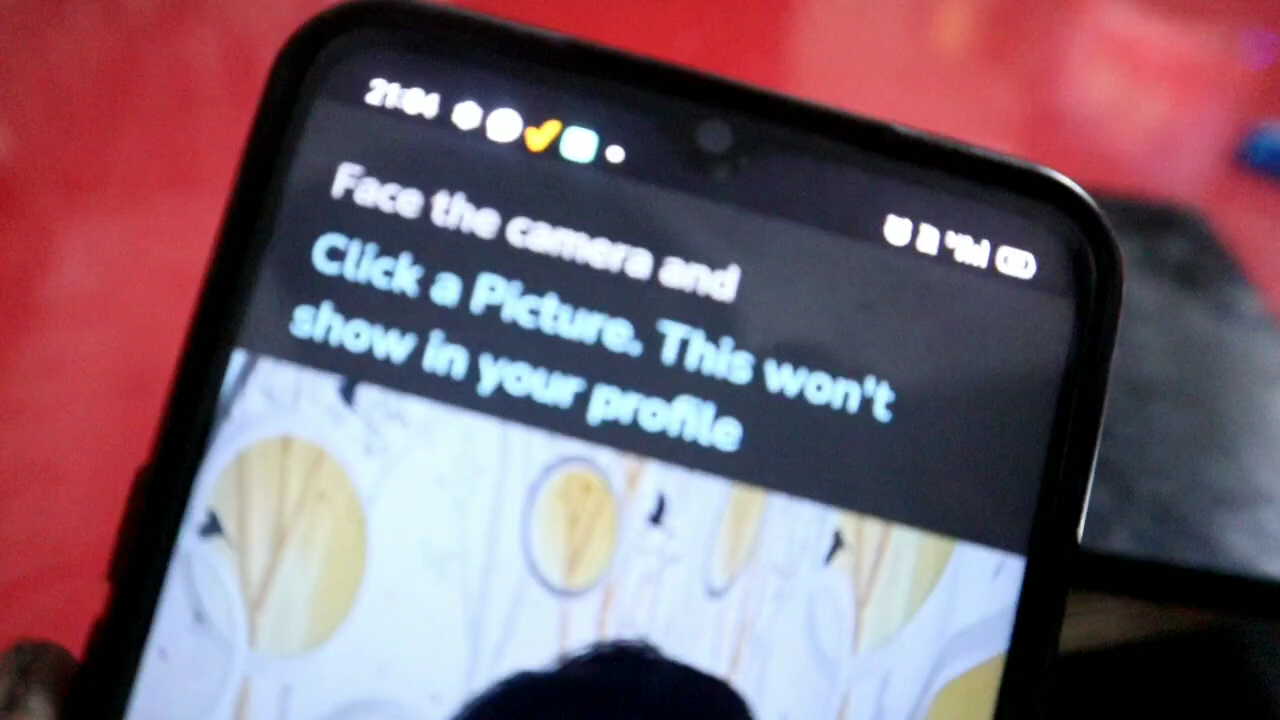 21:04
Face the camera and
Click a Picture. This won't
show in your profile